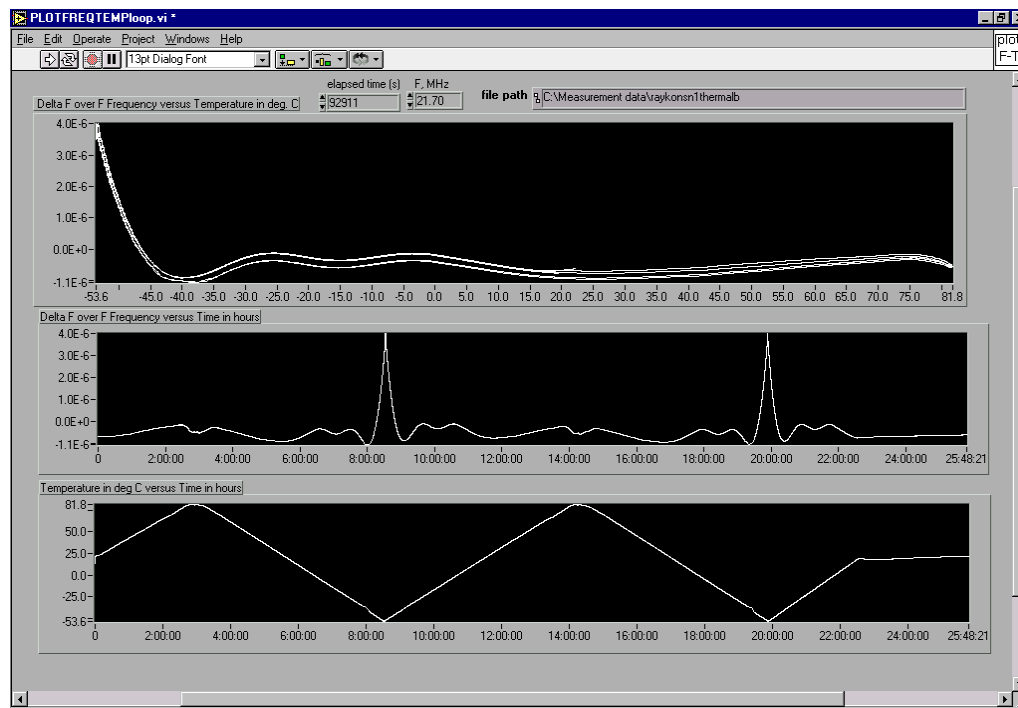 PLOTFREQTEMPloop.vi *
File Edit Operate Project Windows Help
13pt Dialog Font
plot
F-T
elapsed time (s) F, MHz
92911 21.70 file path C:\Measurement data\raykonsn1thermalb
Delta F over F Frequency versus Temperature in deg. C
4.0E-6
3.0E-6
2.0E-6
1.0E-6
0.0E+0
-1.1E-6
-53.6 -45.0 -40.0 -35.0 -30.0 -25.0 -20.0 -15.0 -10.0 -5.0 0.0 5.0 10.0 15.0 20.0 25.0 30.0 35.0 40.0 45.0 50.0 55.0 60.0 65.0 70.0 75.0 81.8
Delta F over F Frequency versus Time in hours
4.0E-6
3.0E-6
2.0E-6
1.0E-6
0.0E+0
-1.1E-6
0 2:00:00 4:00:00 6:00:00 8:00:00 10:00:00 12:00:00 14:00:00 16:00:00 18:00:00 20:00:00 22:00:00 24:00:00 25:48:21
Temperature in deg C versus Time in hours
81.8
50.0
25.0
0.0
-25.0
-53.6
0 2:00:00 4:00:00 6:00:00 8:00:00 10:00:00 12:00:00 14:00:00 16:00:00 18:00:00 20:00:00 22:00:00 24:00:00 25:48:21